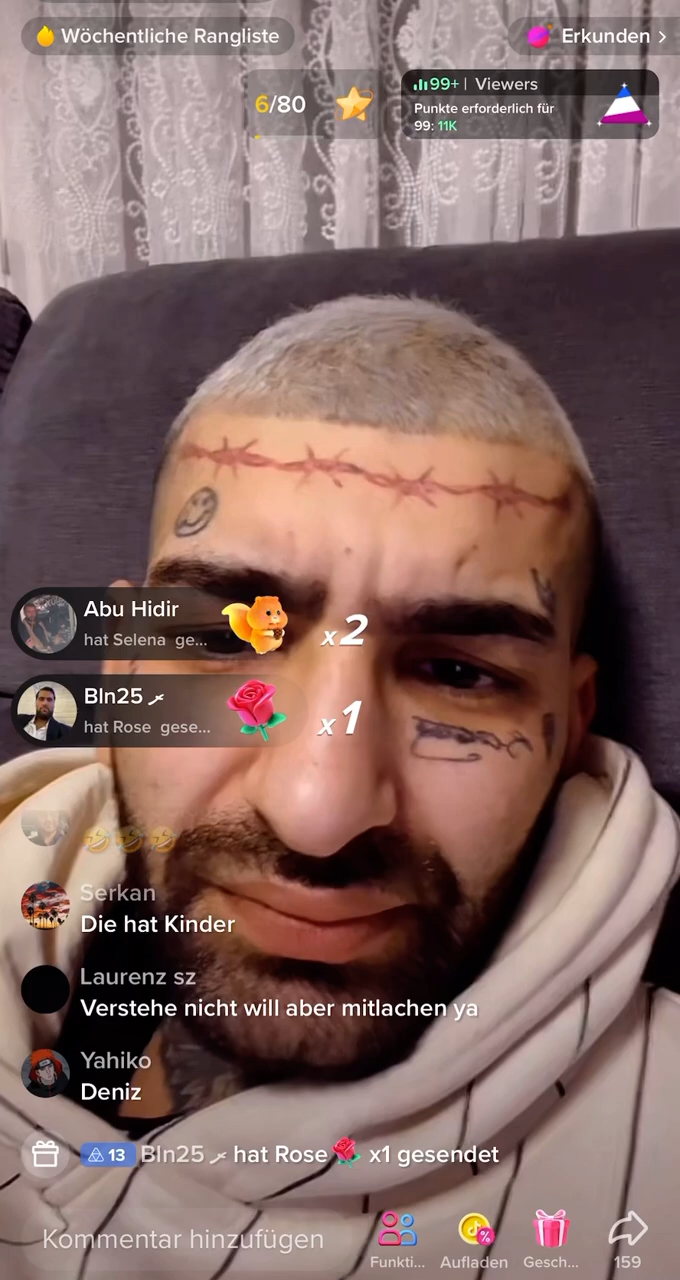 Wöchentliche Rangliste
Erkunden >
6/80
99+ | Viewers
Punkte erforderlich für
99: 11K
Abu Hidir
hat Selena ge...
x2
Bln25
hat Rose gese...
x1
Serkan
Die hat Kinder
Laurenz sz
Verstehe nicht will aber mitlachen ya
Yahiko
Deniz
13 Bln25 hat Rose x1 gesendet
Kommentar hinzufügen
Funkti...
Aufladen
Gesch...
159